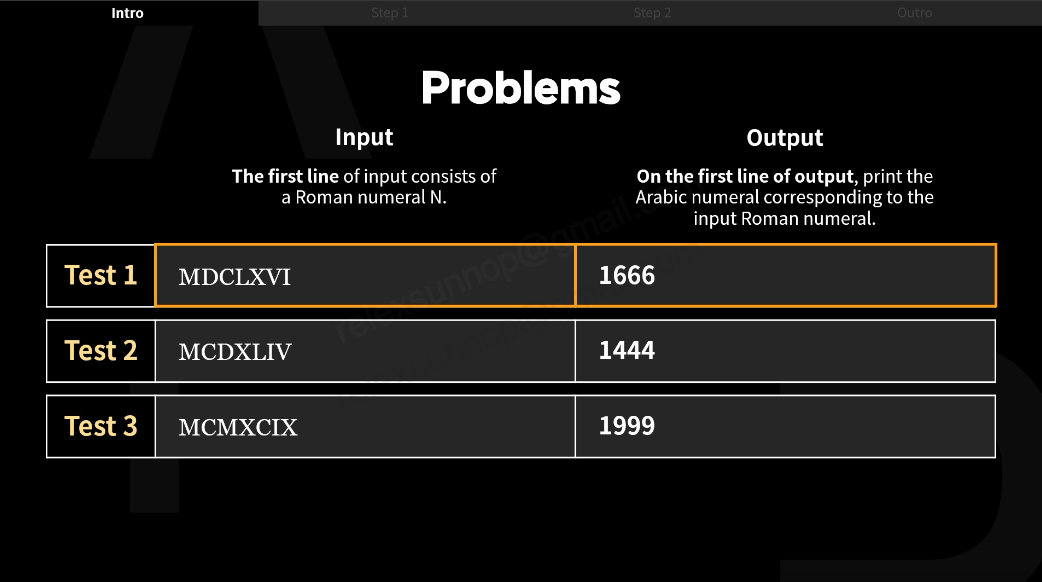 Intro Step 1 Step 2 Outro
Problems
Input
The first line of input consists of
a Roman numeral N.
Output
On the first line of output, print the
Arabic numeral corresponding to the
input Roman numeral.
Test 1 MDCLXVI 1666
Test 2 MCDXLIV 1444
Test 3 MCMXCIX 1999